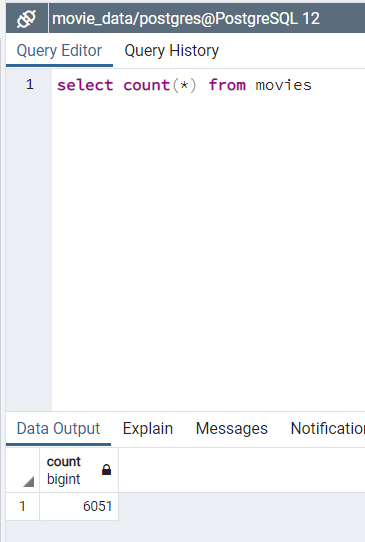 movie_data/postgres@PostgreSQL 12
Query Editor Query History
1 select count(*) from movies
Data Output Explain Messages Notification
count
bigint
1 6051